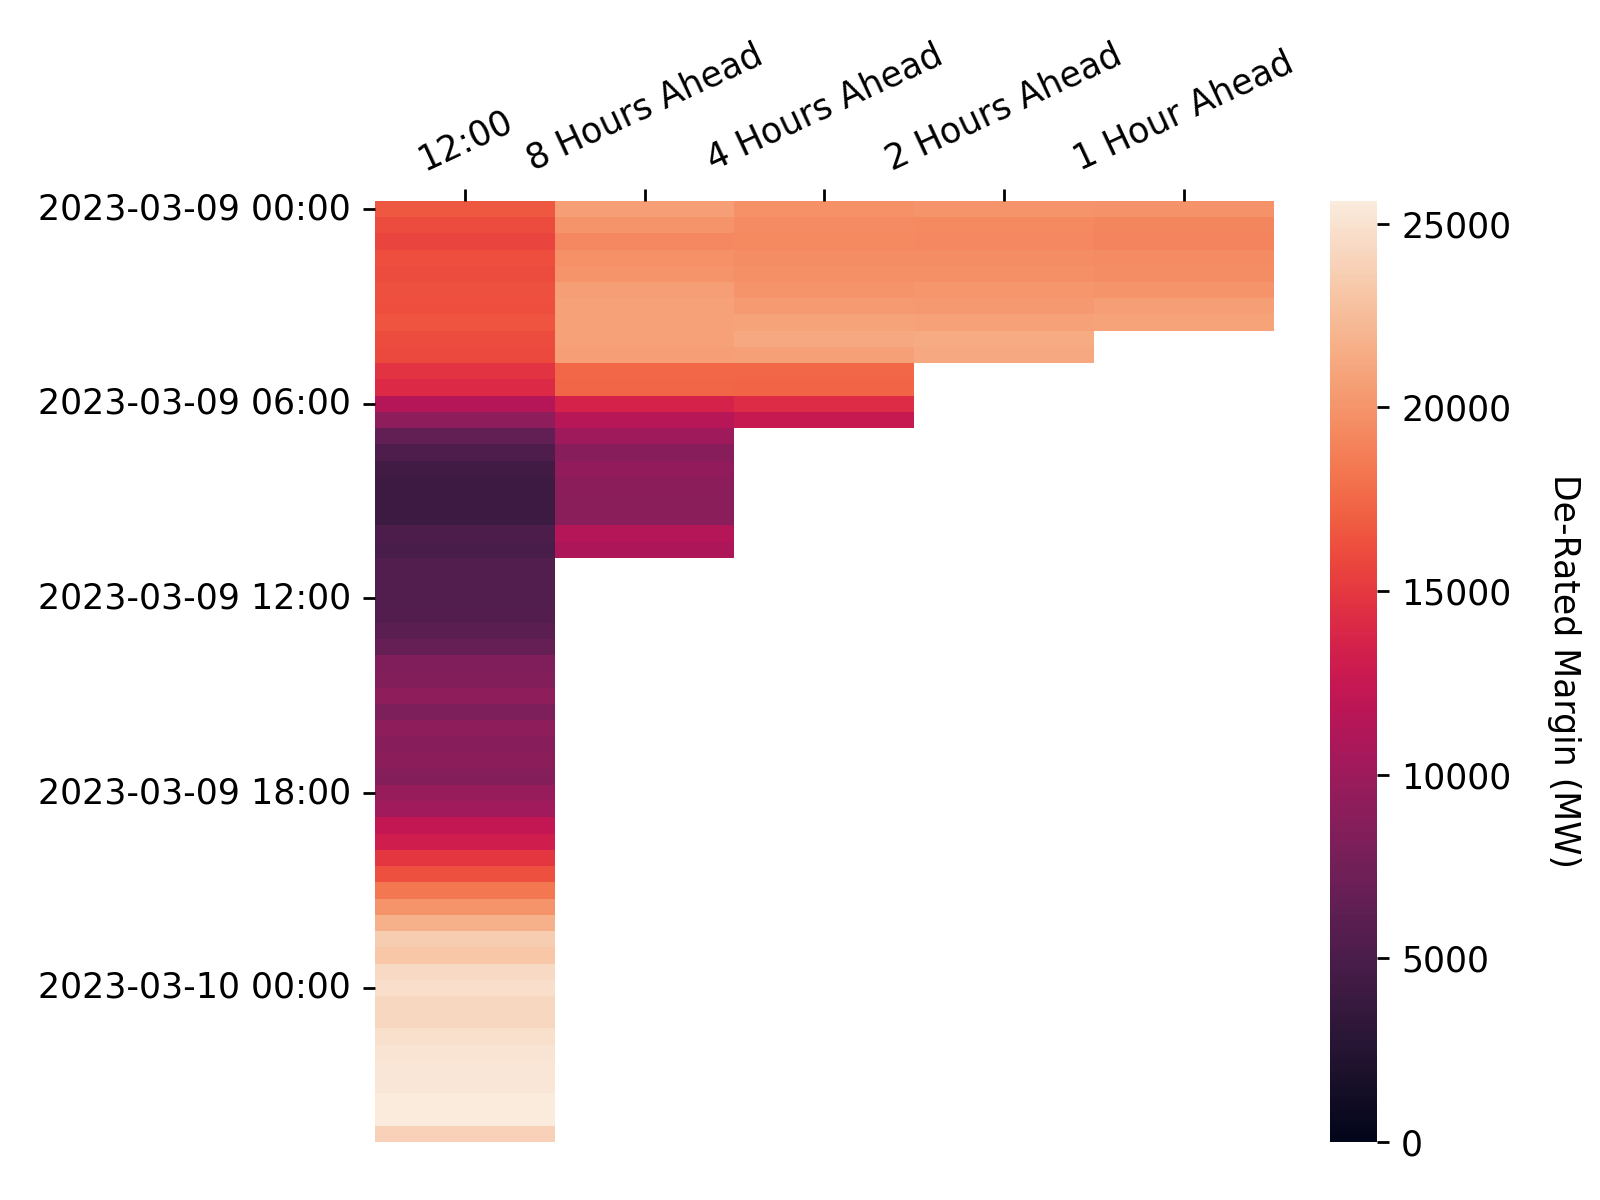 12:00
8 Hours Ahead
4 Hours Ahead
2 Hours Ahead
1 Hour Ahead
2023-03-09 00:00
2023-03-09 06:00
2023-03-09 12:00
2023-03-09 18:00
2023-03-10 00:00
25000
20000
15000
10000
5000
0
De-Rated Margin (MW)